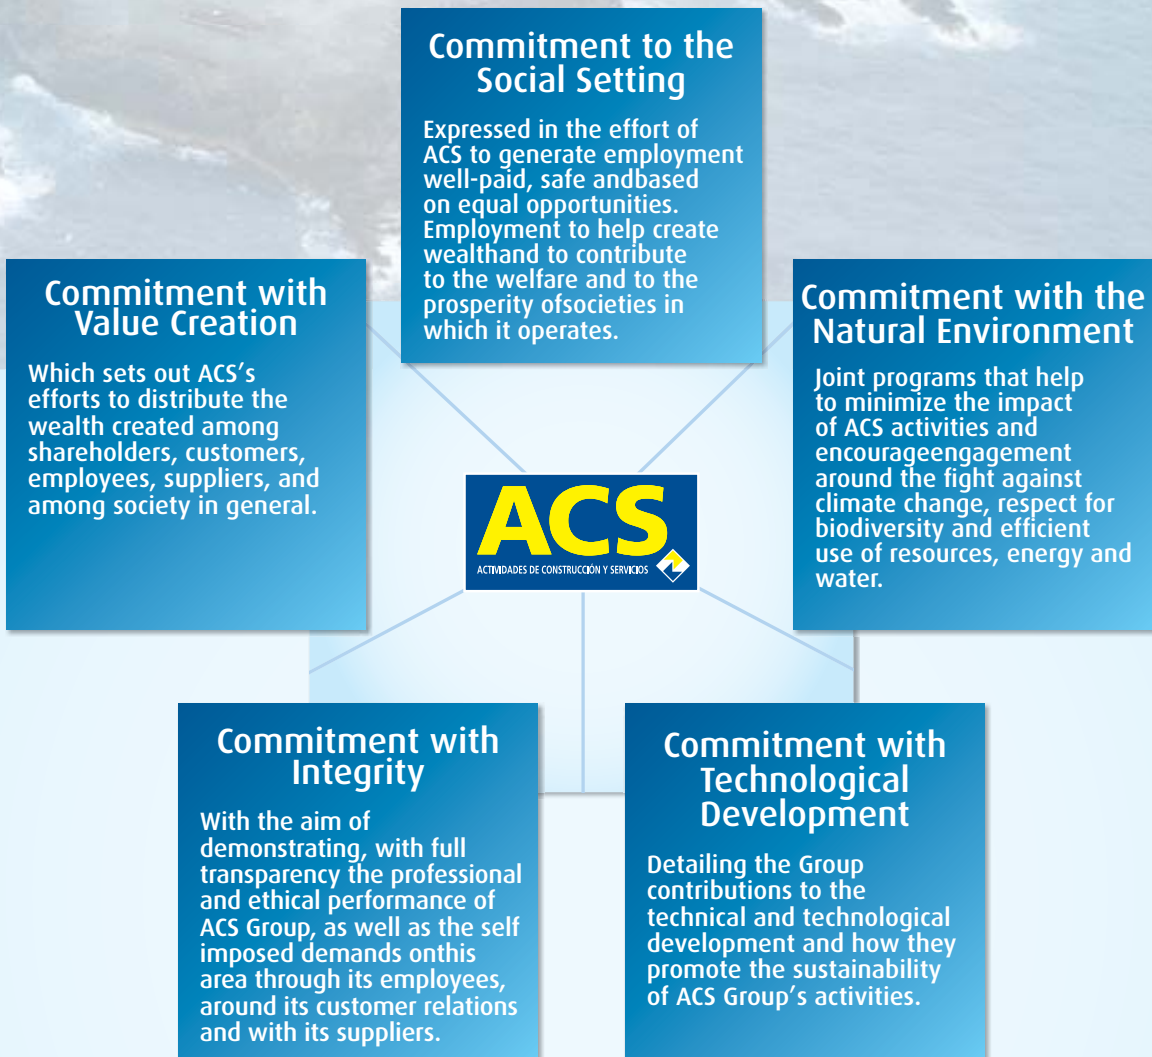 Commitment to the
Social Setting
Expressed in the effort of
ACS to generate employment
well-paid, safe andbased
on equal opportunities.
Employment to help create
wealthand to contribute
to the welfare and to the
prosperity ofsocieties in
which it operates.
Commitment with
Value Creation
Which sets out ACS's
efforts to distribute the
wealth created among
shareholders, customers,
employees, suppliers, and
among society in general.
Commitment with the
Natural Environment
Joint programs that help
to minimize the impact
of ACS activities and
encourageengagement
around the fight against
climate change, respect for
biodiversity and efficient
use of resources, energy and
water.
ACS
ACTIVIDADES DE CONSTRUCCIÓN Y SERVICIOS
Commitment with
Integrity
With the aim of
demonstrating, with full
transparency the professional
and ethical performance of
ACS Group, as well as the self
imposed demands onthis
area through its employees,
around its customer relations
and with its suppliers.
Commitment with
Technological
Development
Detailing the Group
contributions to the
technical and technological
development and how they
promote the sustainability
of ACS Group's activities.